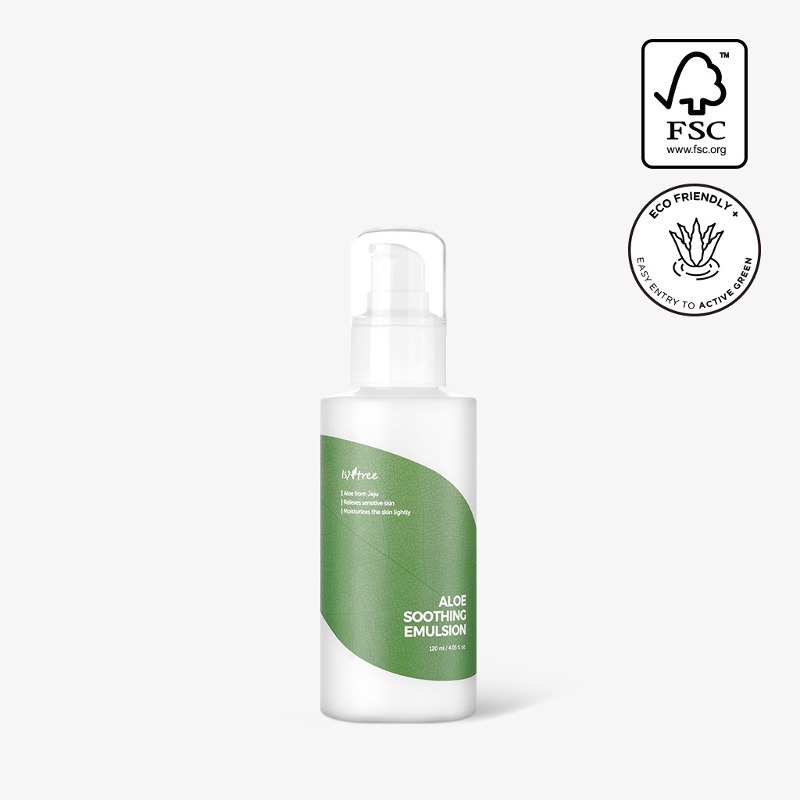 FSC
™
www.fsc.org
ECO FRIENDLY +
EASY ENTRY TO ACTIVE GREEN
Isntree
Aloe from Jeju
Relieves sensitive skin
Moisturizes the skin lightly
ALOE
SOOTHING
EMULSION
120 ml / 4.05 fl. oz